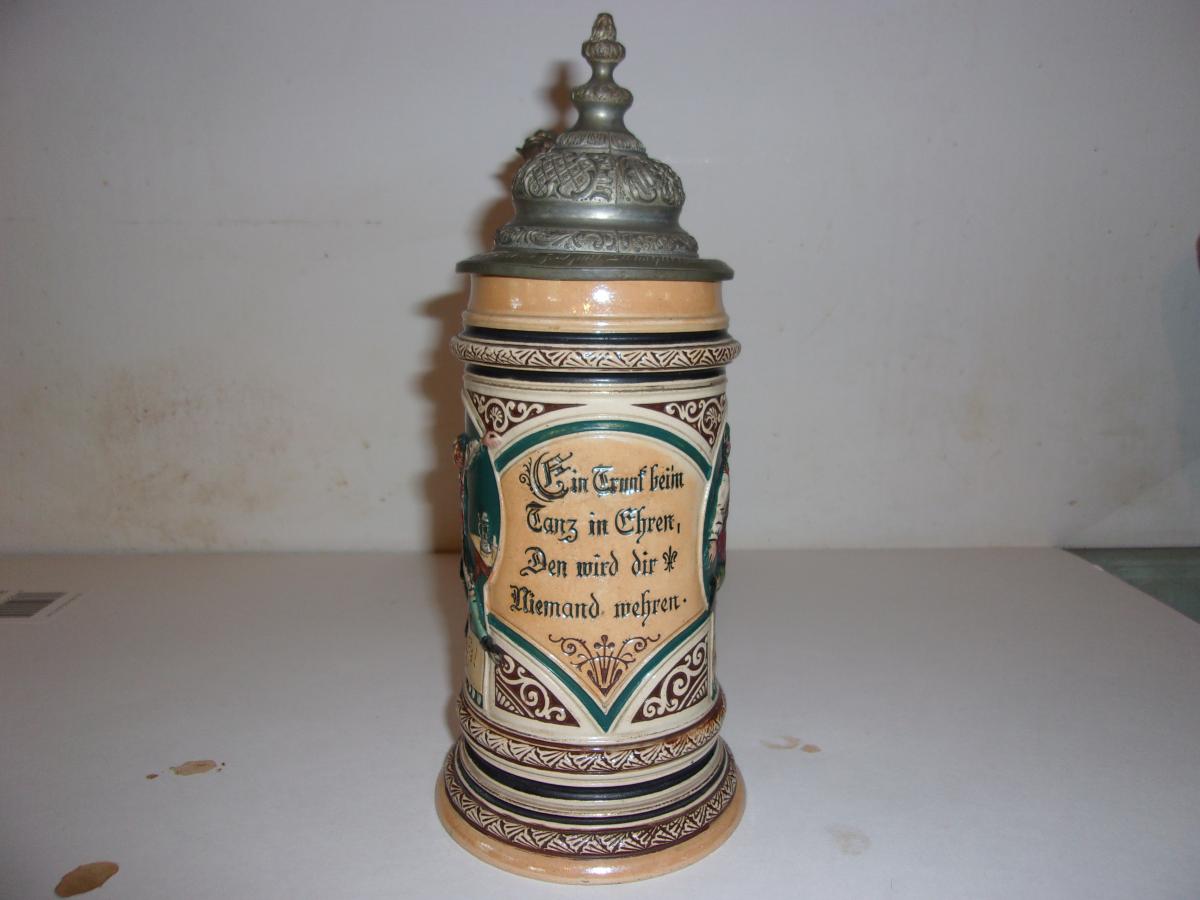 Ein Trunk beim
Tanz in Ehren,
Den wird dir
Niemand wehren.